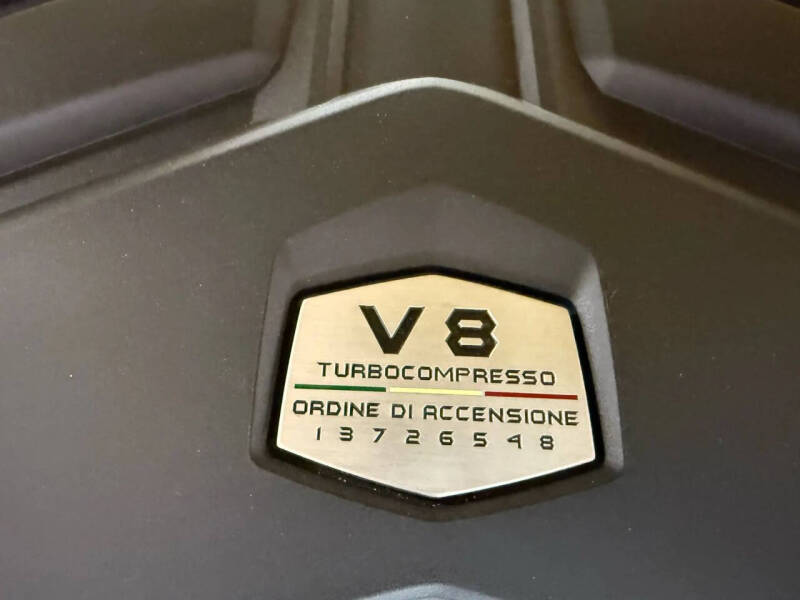 V8
TURBOCOMPRESSO
ORDINE DI ACCENSIONE
1 3 7 2 6 5 4 8